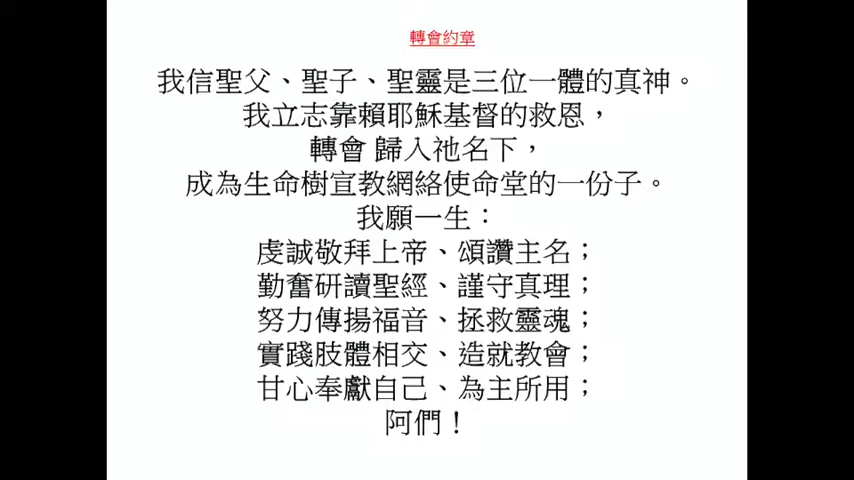 轉會約章
我信聖父、聖子、聖靈是三位一體的真神。
我立志靠賴耶穌基督的救恩，
轉會 歸入祂名下，
成為生命樹宣教網絡使命堂的一份子。
我願一生：
虔誠敬拜上帝、頌讚主名；
勤奮研讀聖經、謹守真理；
努力傳揚福音、拯救靈魂；
實踐肢體相交、造就教會；
甘心奉獻自己、為主所用；
阿們！